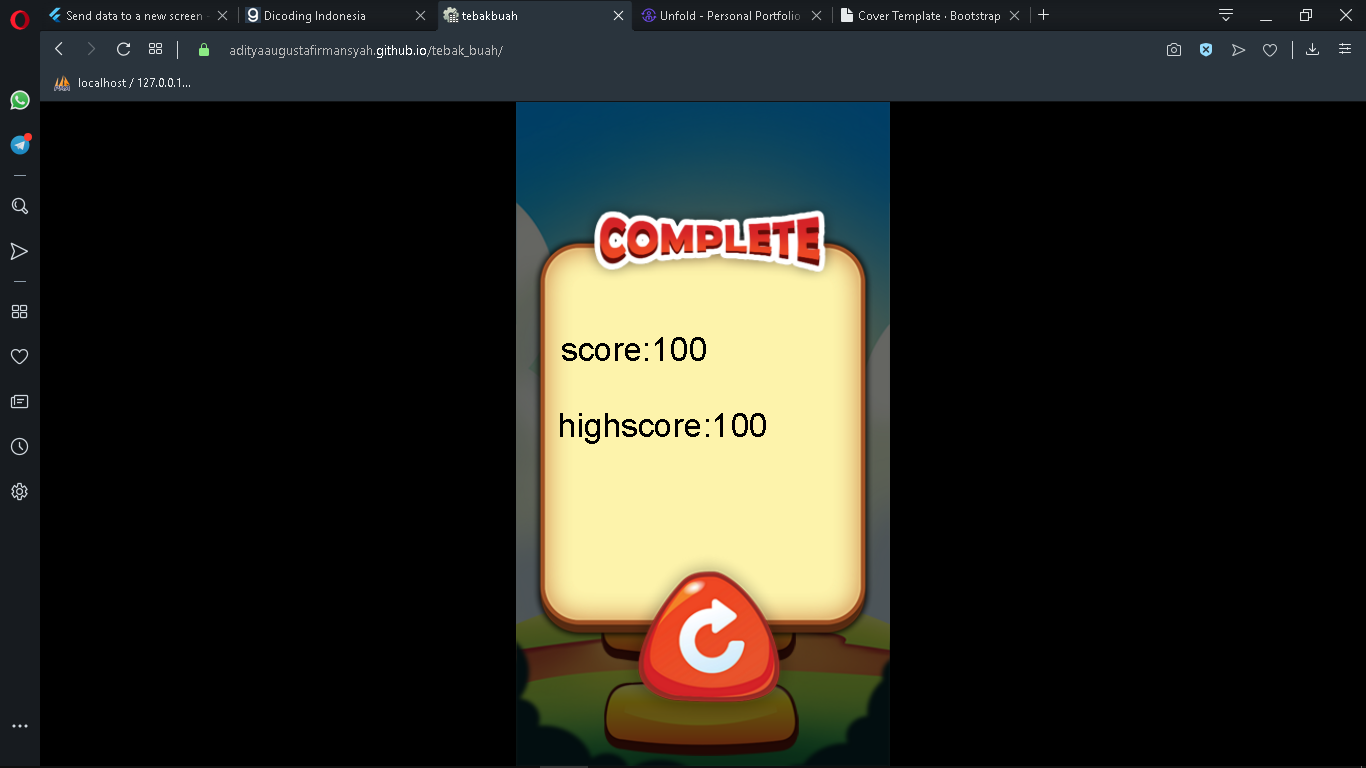 Send data to a new screen -
Dicoding Indonesia
tebakbuah
Unfold - Personal Portfolio
Cover Template · Bootstrap
adityaaugustafirmansyah.github.io/tebak_buah/
localhost / 127.0.0.1...
COMPLETE
score:100
highscore:100